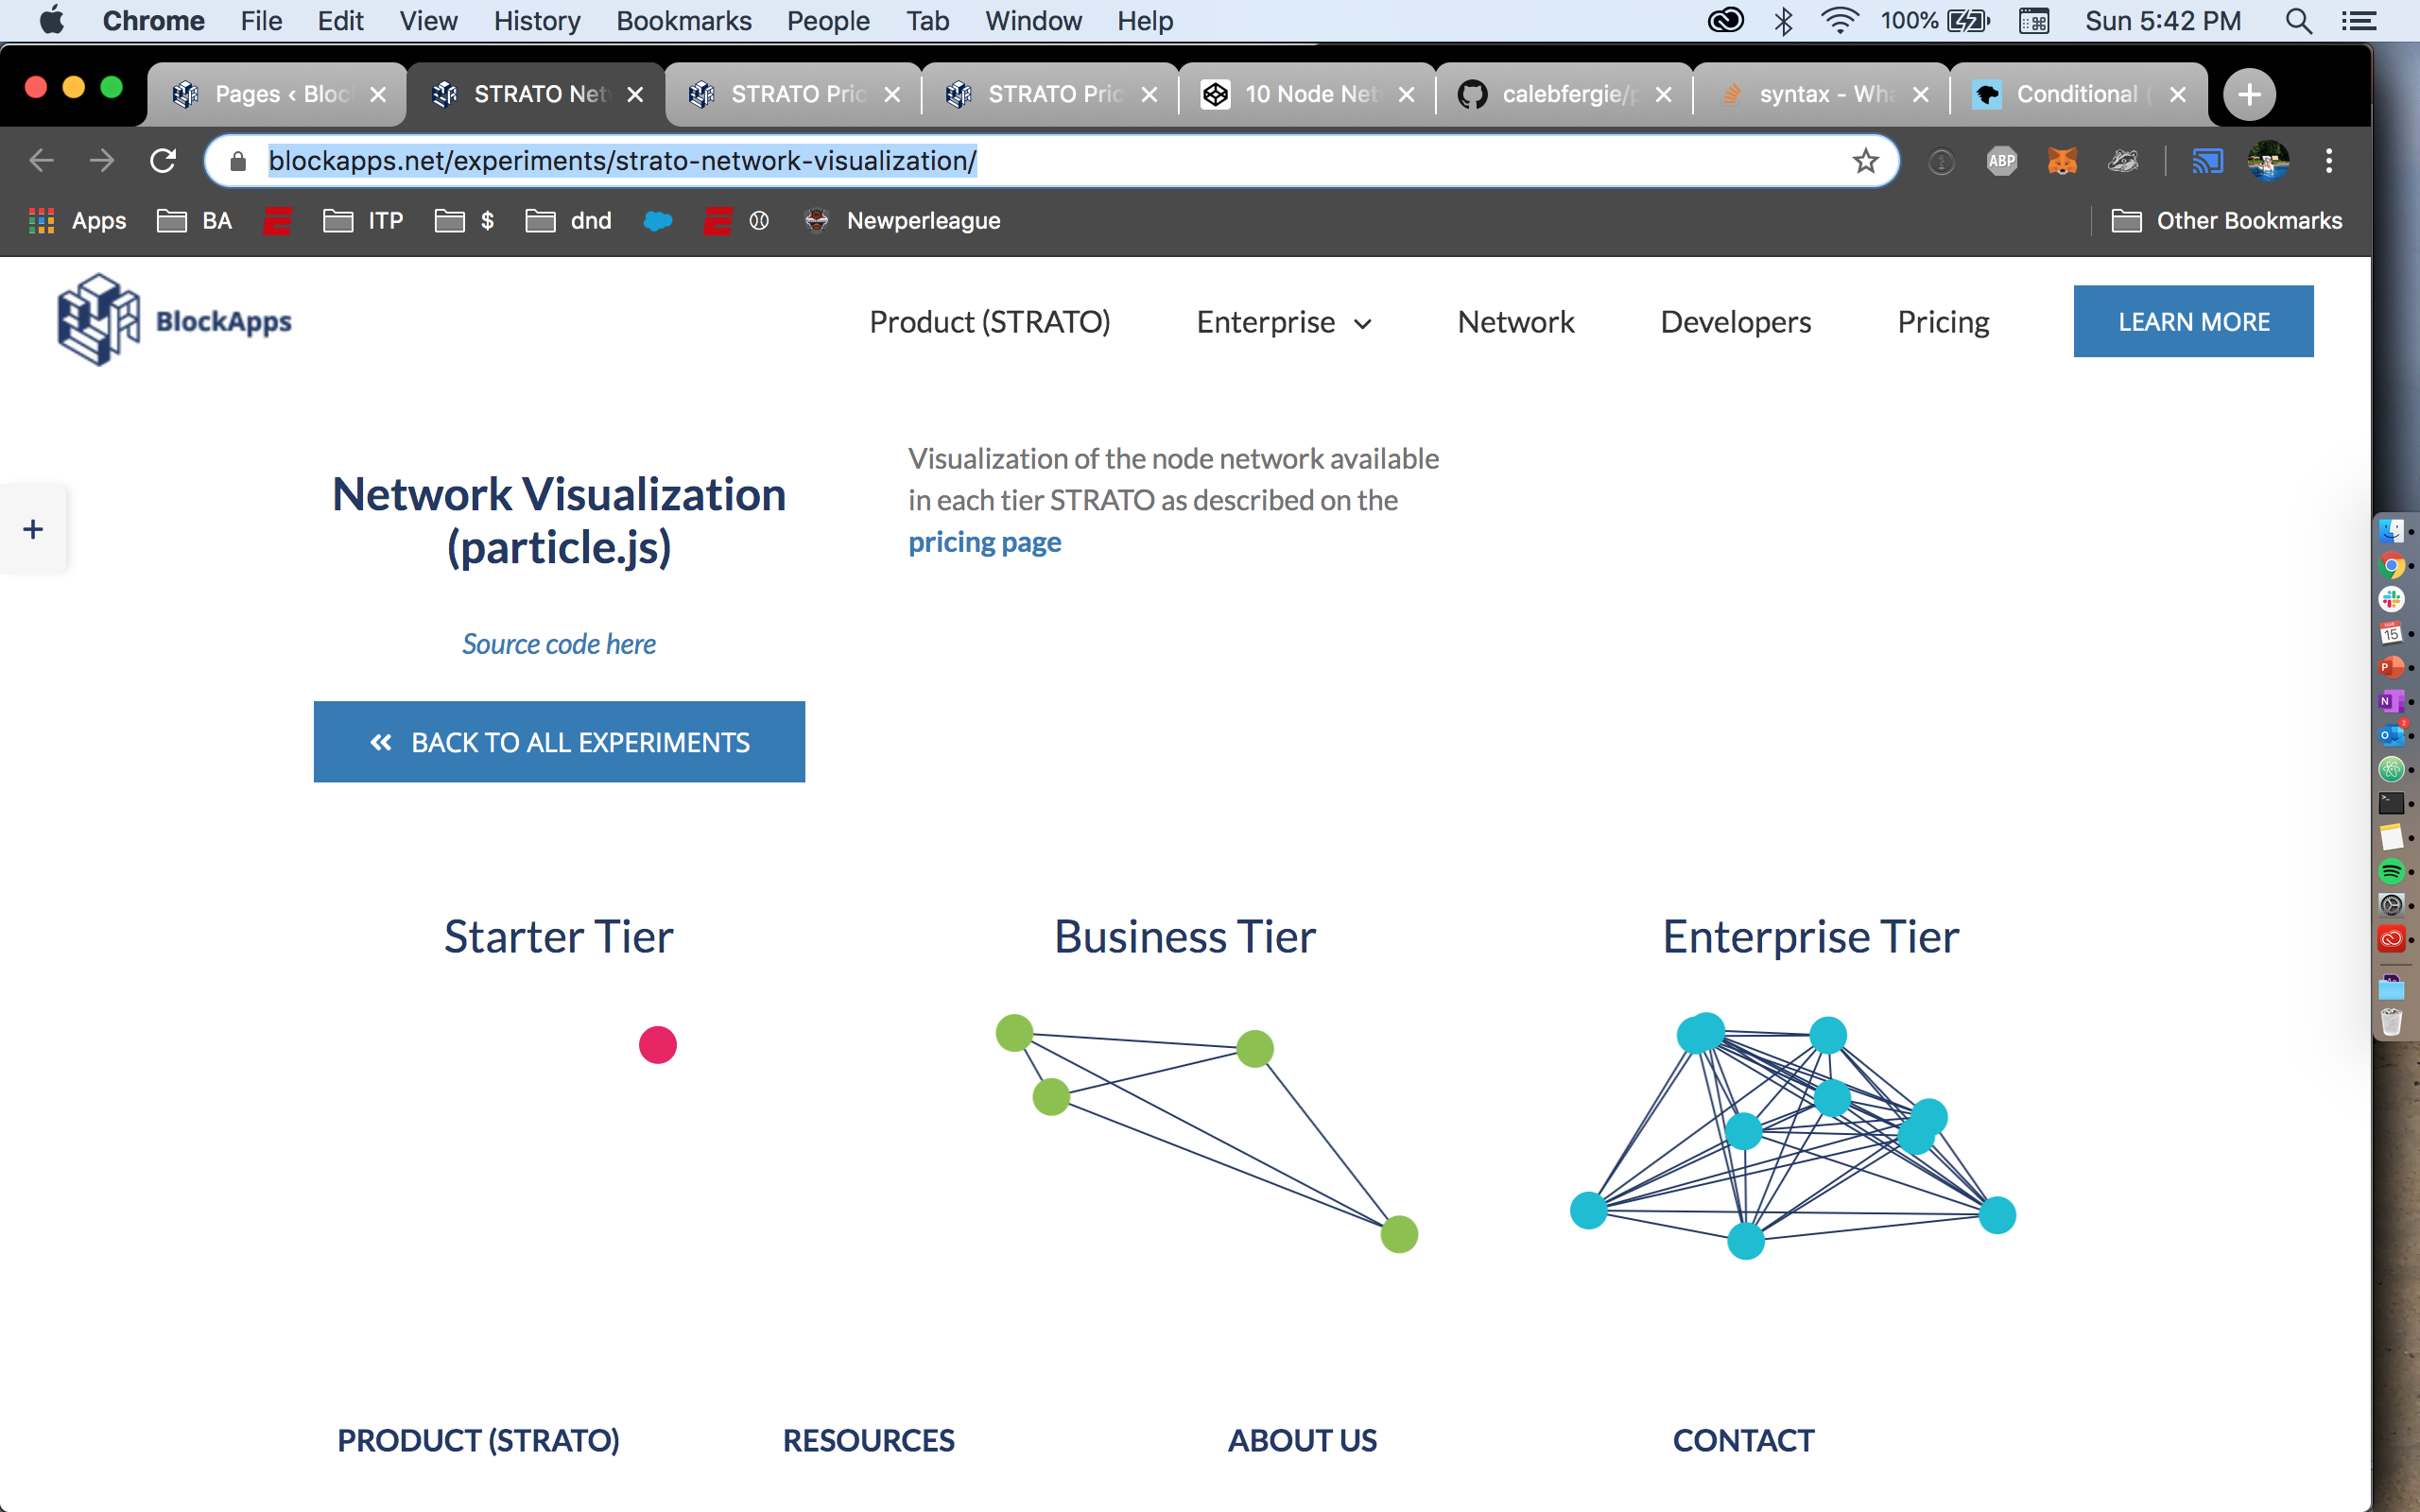 Chrome File Edit View History Bookmarks People Tab Window Help 100% Sun 5:42 PM
Pages ‹ Bloc STRATO Net STRATO Pric STRATO Pric 10 Node Net calebfergie/p syntax - Wha Conditional (
blockapps.net/experiments/strato-network-visualization/ ABP
Apps BA ITP $ dnd Newperleague Other Bookmarks
BlockApps Product (STRATO) Enterprise Network Developers Pricing LEARN MORE
Network Visualization
(particle.js)
Visualization of the node network available
in each tier STRATO as described on the
pricing page
+
Source code here
« BACK TO ALL EXPERIMENTS
Starter Tier Business Tier Enterprise Tier
PRODUCT (STRATO) RESOURCES ABOUT US CONTACT
15